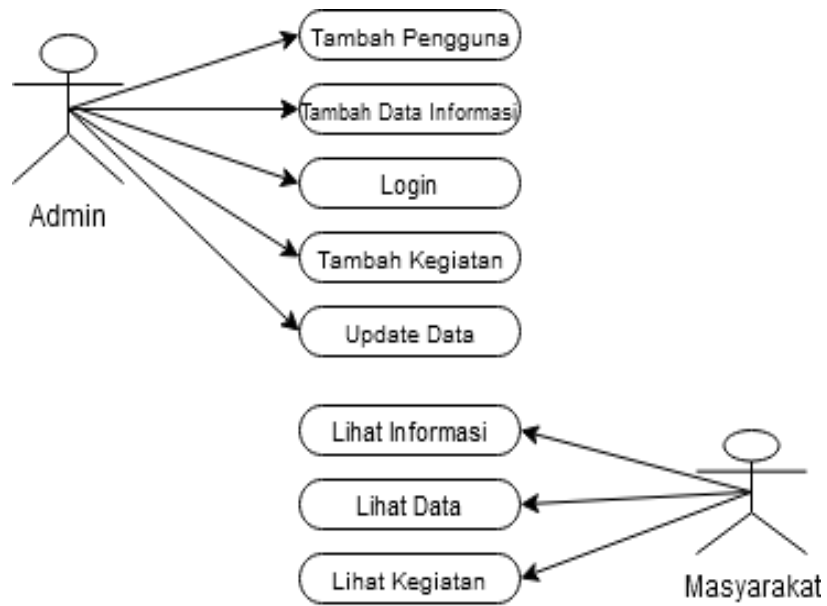 Tambah Pengguna
Tambah Data Informasi
Login
Admin
Tambah Kegiatan
Update Data
Lihat Informasi
Lihat Data
Lihat Kegiatan
Masyarakat